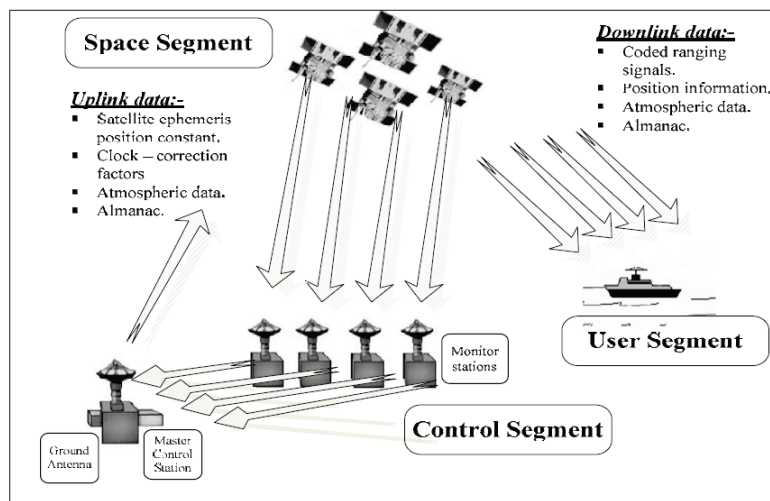 Space Segment
Uplink data:-
▪ Satellite ephemeris
position constant.
▪ Clock – correction
factors
▪ Atmospheric data.
▪ Almanac.
Downlink data:-
▪ Coded ranging
signals.
▪ Position information.
▪ Atmospheric data.
▪ Almanac.
User Segment
Monitor
stations
Control Segment
Ground
Antenna
Master
Control
Station